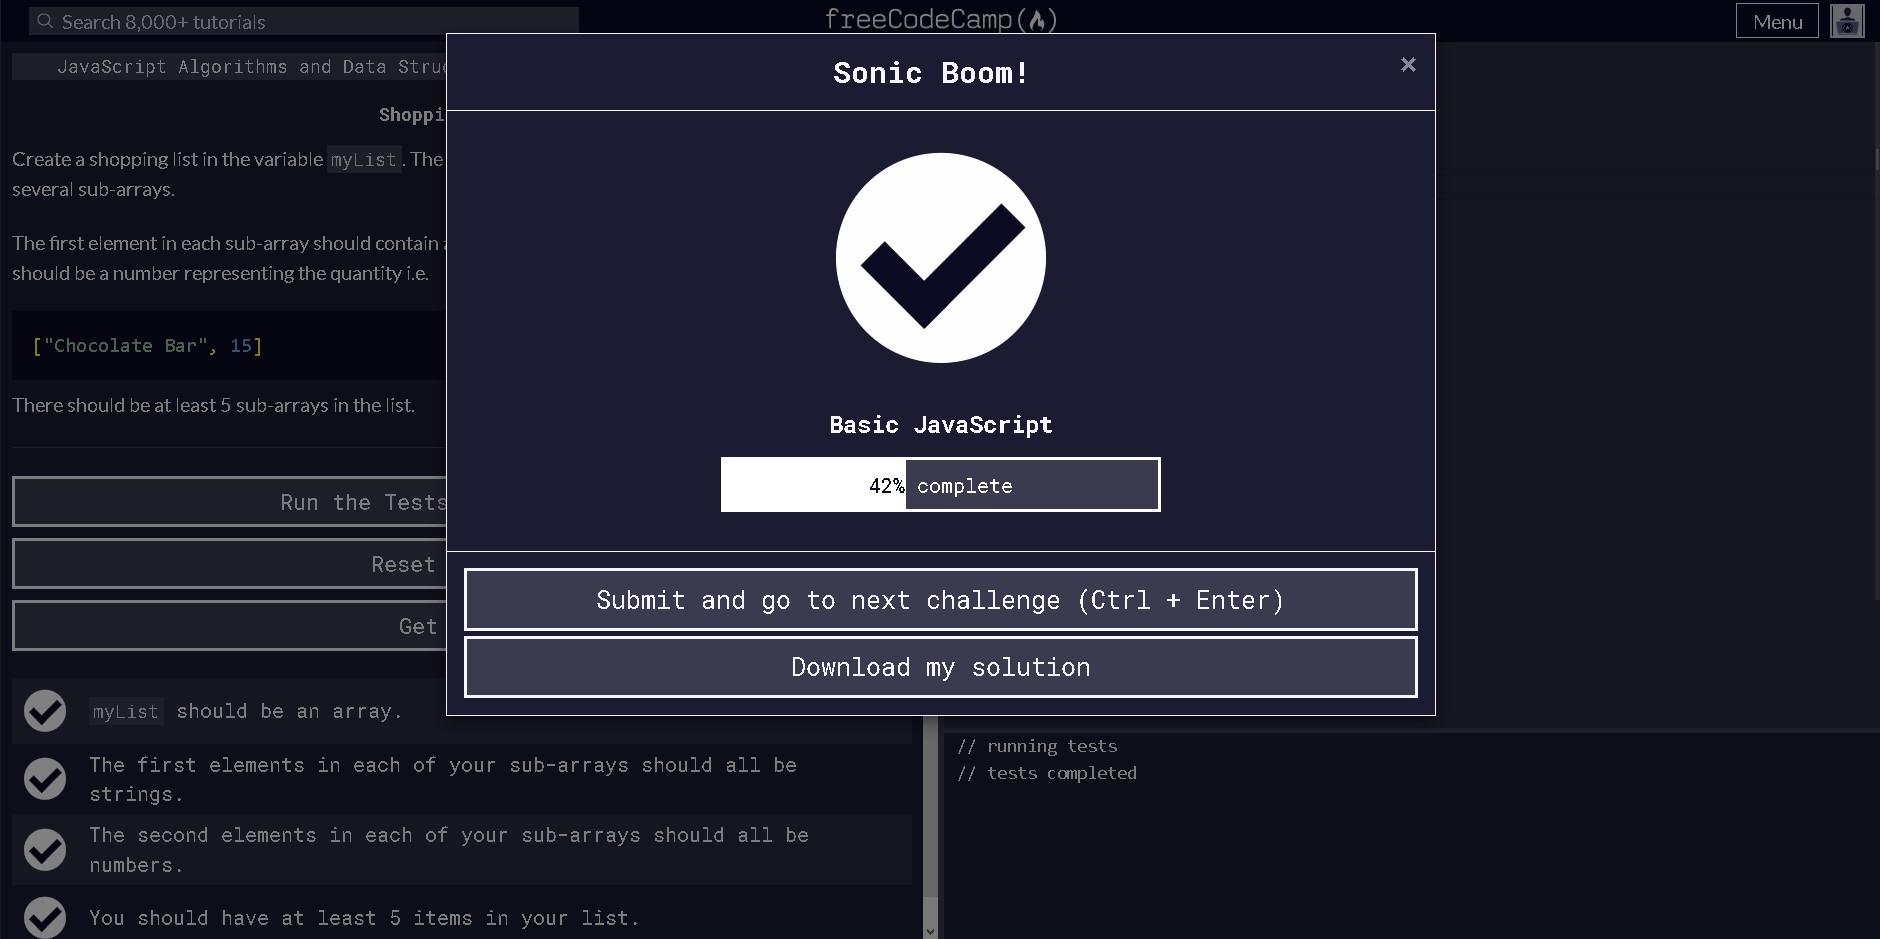 Search 8,000+ tutorials
freeCodeCamp
Menu
JavaScript Algorithms and Data Struc
Shoppi
Create a shopping list in the variable myList. The
several sub-arrays.
The first element in each sub-array should contain a
should be a number representing the quantity i.e.
["Chocolate Bar", 15]
There should be at least 5 sub-arrays in the list.
Run the Tests
Reset
Get
myList should be an array.
The first elements in each of your sub-arrays should all be
strings.
The second elements in each of your sub-arrays should all be
numbers.
You should have at least 5 items in your list.
Sonic Boom!
×
Basic JavaScript
42% complete
Submit and go to next challenge (Ctrl + Enter)
Download my solution
// running tests
// tests completed